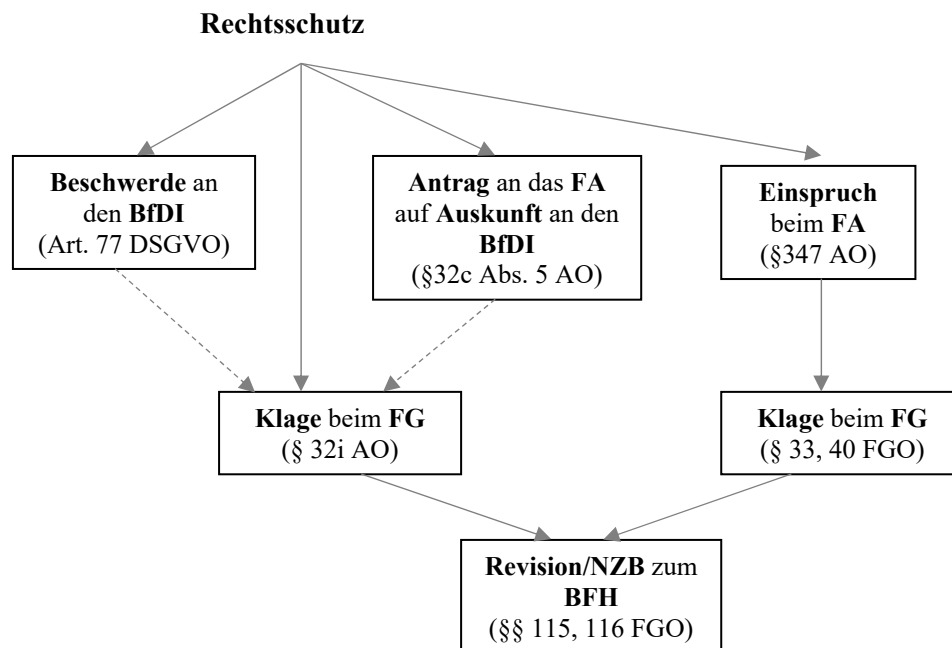 Rechtsschutz
Beschwerde an
den BfDI
(Art. 77 DSGVO)
Antrag an das FA
auf Auskunft an den
BfDI
(§32c Abs. 5 AO)
Einspruch
beim FA
(§347 AO)
Klage beim FG
(§ 32i AO)
Klage beim FG
(§ 33, 40 FGO)
Revision/NZB zum
BFH
(§§ 115, 116 FGO)